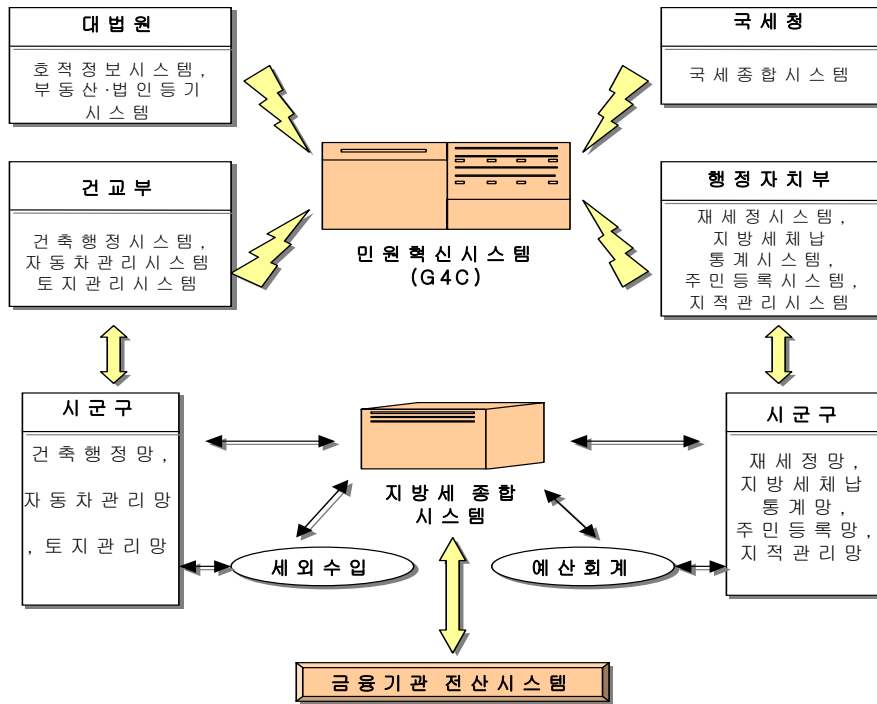 대법원
호적정보시스템,
부동산·법인등기
시스템
국세청
국세종합시스템
건교부
건축행정시스템,
자동차관리시스템
토지관리시스템
민원혁신시스템
(G4C)
행정자치부
재세정시스템,
지방세체납
통계시스템,
주민등록시스템,
지적관리시스템
시군구
건축행정망,
자동차관리망
, 토지관리망
지방세 종합
시스템
시군구
재세정망,
지방세체납
통계망,
주민등록망,
지적관리망
세외수입
예산회계
금융기관 전산시스템